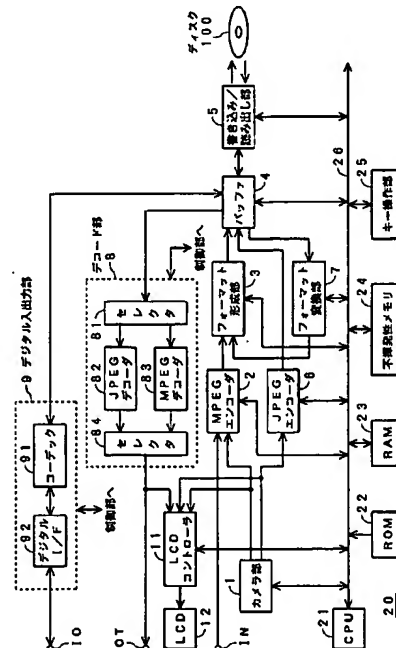 ディスク
100
書き込み/
読み出し部
5
バッファ
4
デコード部
8
制御部へ
セレクタ
81
JPEG
デコーダ
82
MPEG
デコーダ
83
セレクタ
84
フォーマット
形成部
3
フォーマット
変換部
7
MPEG
エンコーダ
2
JPEG
エンコーダ
6
9 デジタル入出力部
コーデック
91
デジタル
I/F
92
制御部へ
IO
OT
IN
LCD
コントローラ
11
LCD
12
カメラ部
1
26
キー操作部
25
不揮発性メモリ
24
RAM
23
ROM
22
CPU
21
20